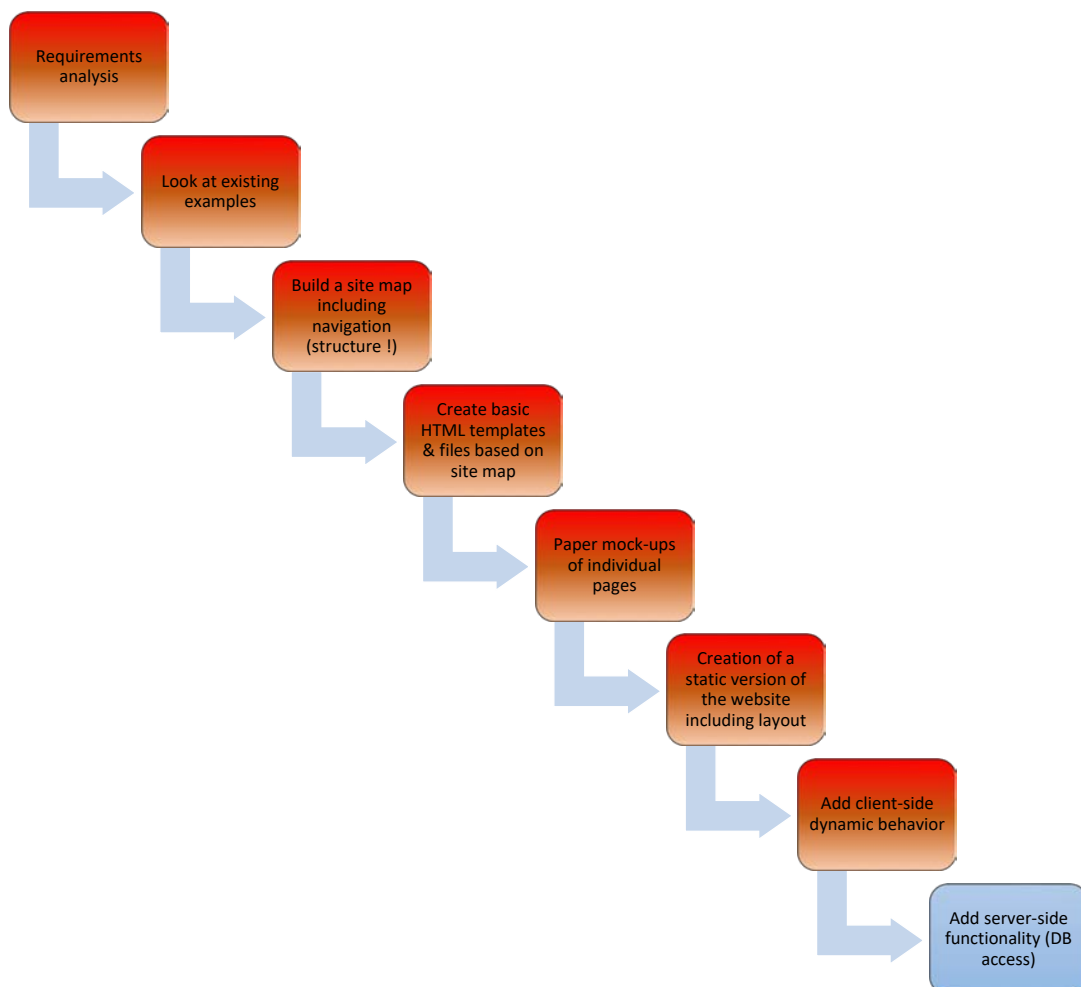 Requirements
analysis
Look at existing
examples
Build a site map
including
navigation
(structure !)
Create basic
HTML templates
& files based on
site map
Paper mock-ups
of individual
pages
Creation of a
static version of
the website
including layout
Add client-side
dynamic behavior
Add server-side
functionality (DB
access)